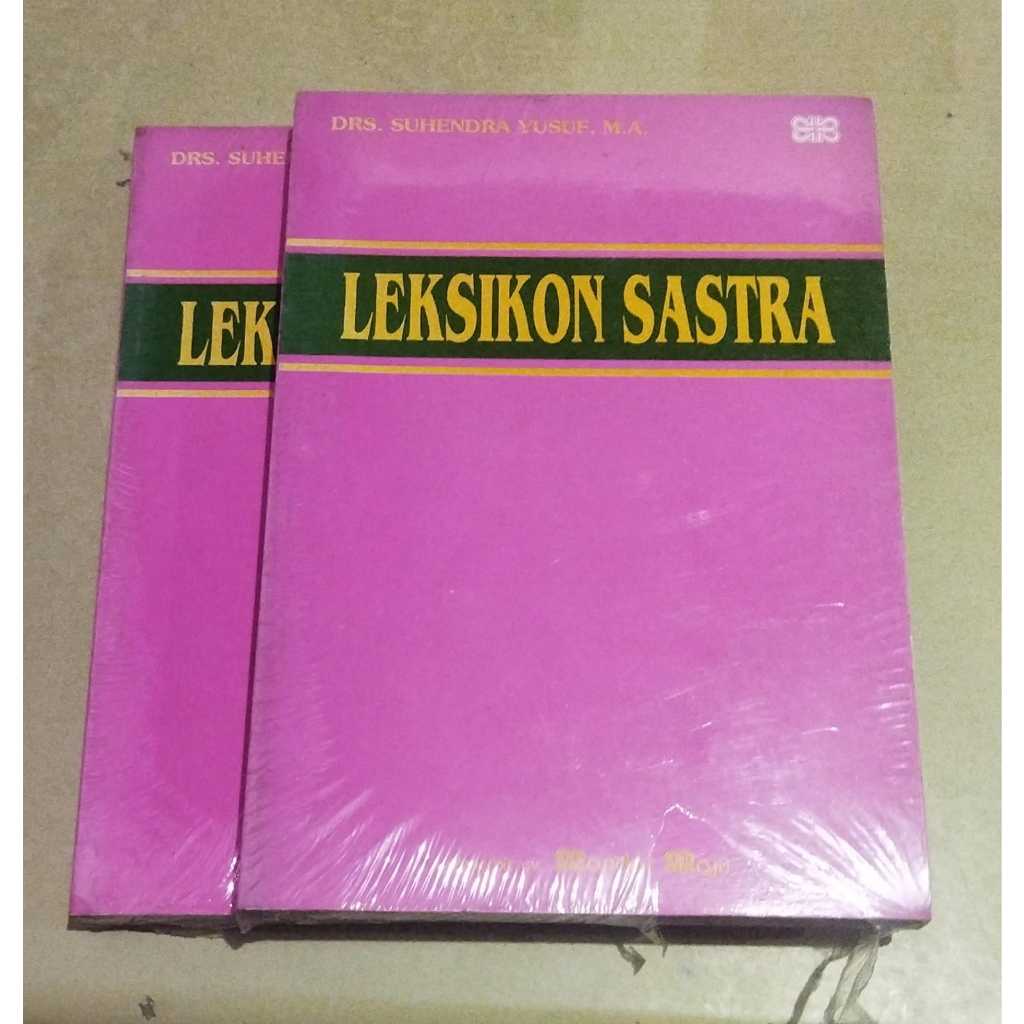 DRS. SUHE
LEK
DRS. SUHENDRA YUSUF, M.A.
LEKSIKON SASTRA